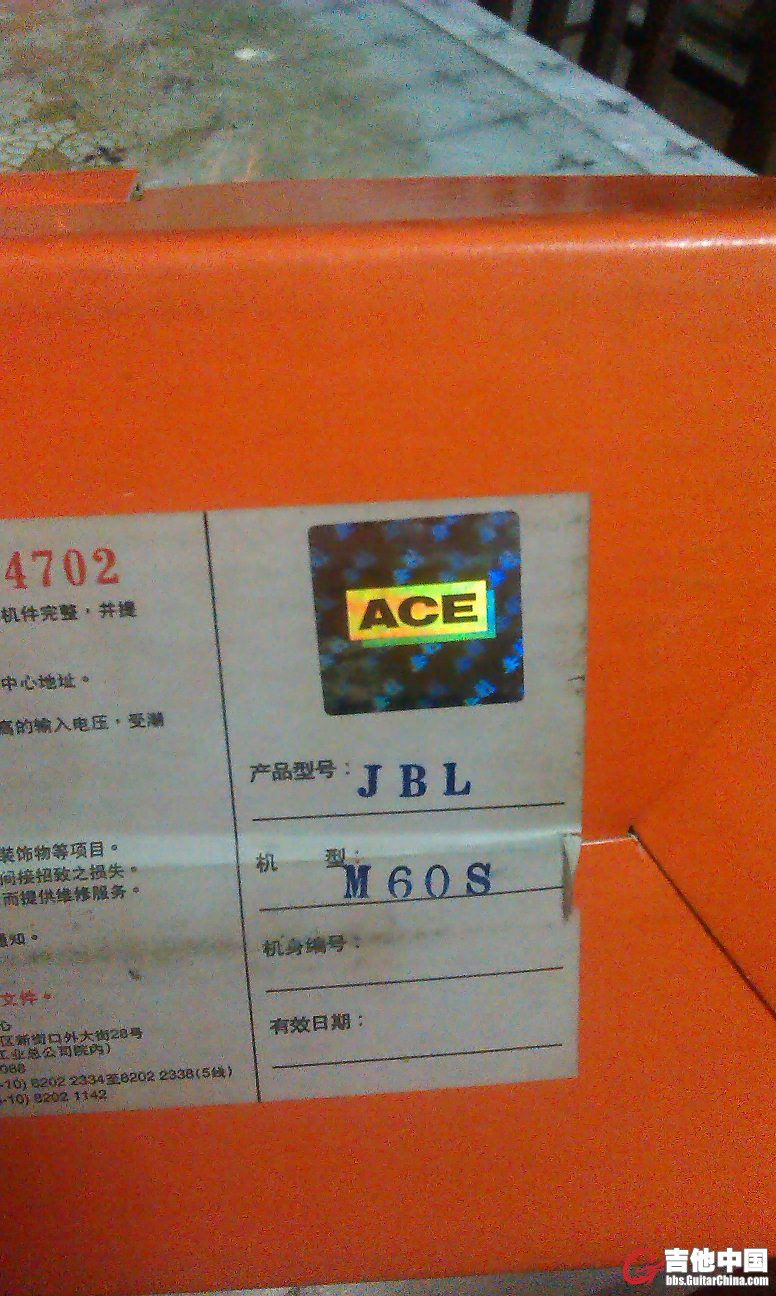 4702
机件完整，并提
中心地址。
高的输入电压，受潮
装饰物等项目。
间接招致之损失。
而提供维修服务。
通知。
文件。
心
区新街口外大街28号
工业总公司院内)
088
-10) 8202 2334至8202 2338(5线)
-10) 8202 1142
ACE
产品型号：JBL
机 型：M60S
机身编号：
有效日期：
吉他中国
bbs.GuitarChina.com